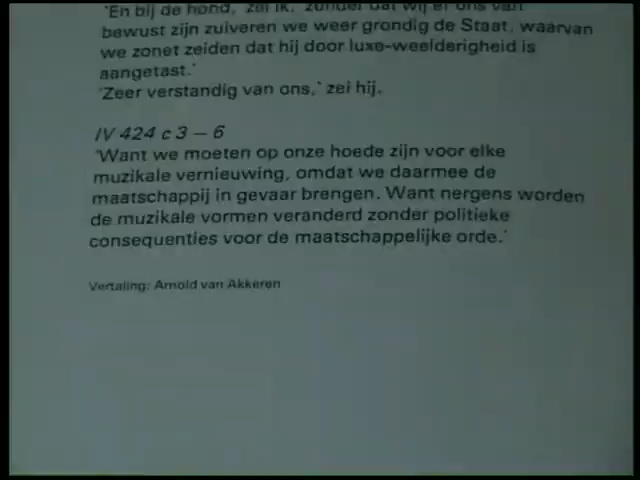 'En bij de hond,' zei ik, 'zonder dat wij er ons van
bewust zijn zuiveren we weer grondig de Staat, waarvan
we zonet zeiden dat hij door luxe-weelderigheid is
aangetast.'
'Zeer verstandig van ons,' zei hij.
IV 424 c 3 – 6
'Want we moeten op onze hoede zijn voor elke
muzikale vernieuwing, omdat we daarmee de
maatschappij in gevaar brengen. Want nergens worden
de muzikale vormen veranderd zonder politieke
consequenties voor de maatschappelijke orde.'
Vertaling: Arnold van Akkeren